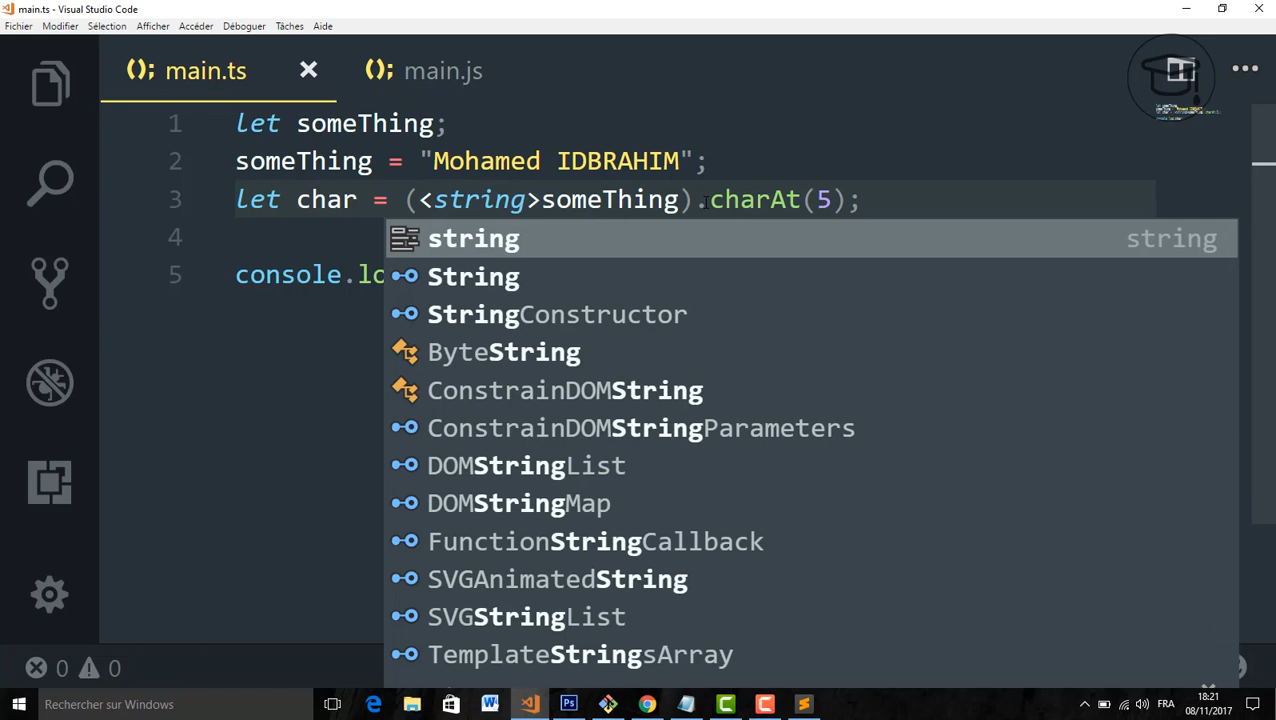 main.ts - Visual Studio Code
Fichier Modifier Sélection Afficher Accéder Déboguer Tâches Aide
main.ts main.js
1 let someThing;
2 someThing = "Mohamed IDBRAHIM";
3 let char = (<string>someThing).charAt(5);
4
5 console.lo
string string
String
StringConstructor
ByteString
ConstrainDOMString
ConstrainDOMStringParameters
DOMStringList
DOMStringMap
FunctionStringCallback
SVGAnimatedString
SVGStringList
TemplateStringsArray
0 0
Rechercher sur Windows
FRA
18:21
08/11/2017